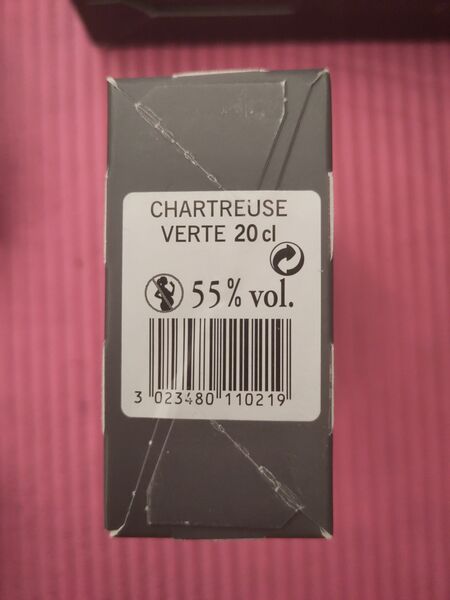 CHARTREUSE
VERTE 20 cl
55% vol.
3 023480 110219